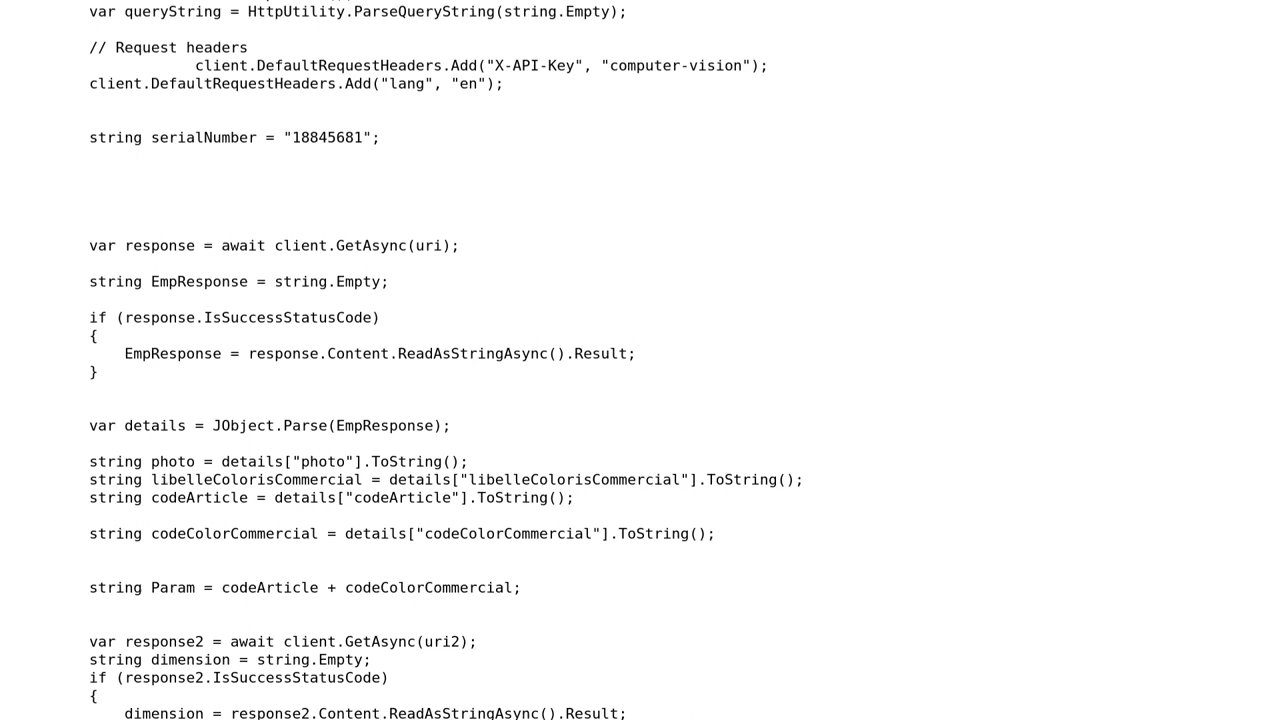 var queryString = HttpUtility.ParseQueryString(string.Empty);
// Request headers
client.DefaultRequestHeaders.Add("X-API-Key", "computer-vision");
client.DefaultRequestHeaders.Add("lang", "en");
string serialNumber = "18845681";
var response = await client.GetAsync(uri);
string EmpResponse = string.Empty;
if (response.IsSuccessStatusCode)
{
EmpResponse = response.Content.ReadAsStringAsync().Result;
}
var details = JObject.Parse(EmpResponse);
string photo = details["photo"].ToString();
string libelleColorisCommercial = details["libelleColorisCommercial"].ToString();
string codeArticle = details["codeArticle"].ToString();
string codeColorCommercial = details["codeColorCommercial"].ToString();
string Param = codeArticle + codeColorCommercial;
var response2 = await client.GetAsync(uri2);
string dimension = string.Empty;
if (response2.IsSuccessStatusCode)
{
dimension = response2.Content.ReadAsStringAsync().Result;